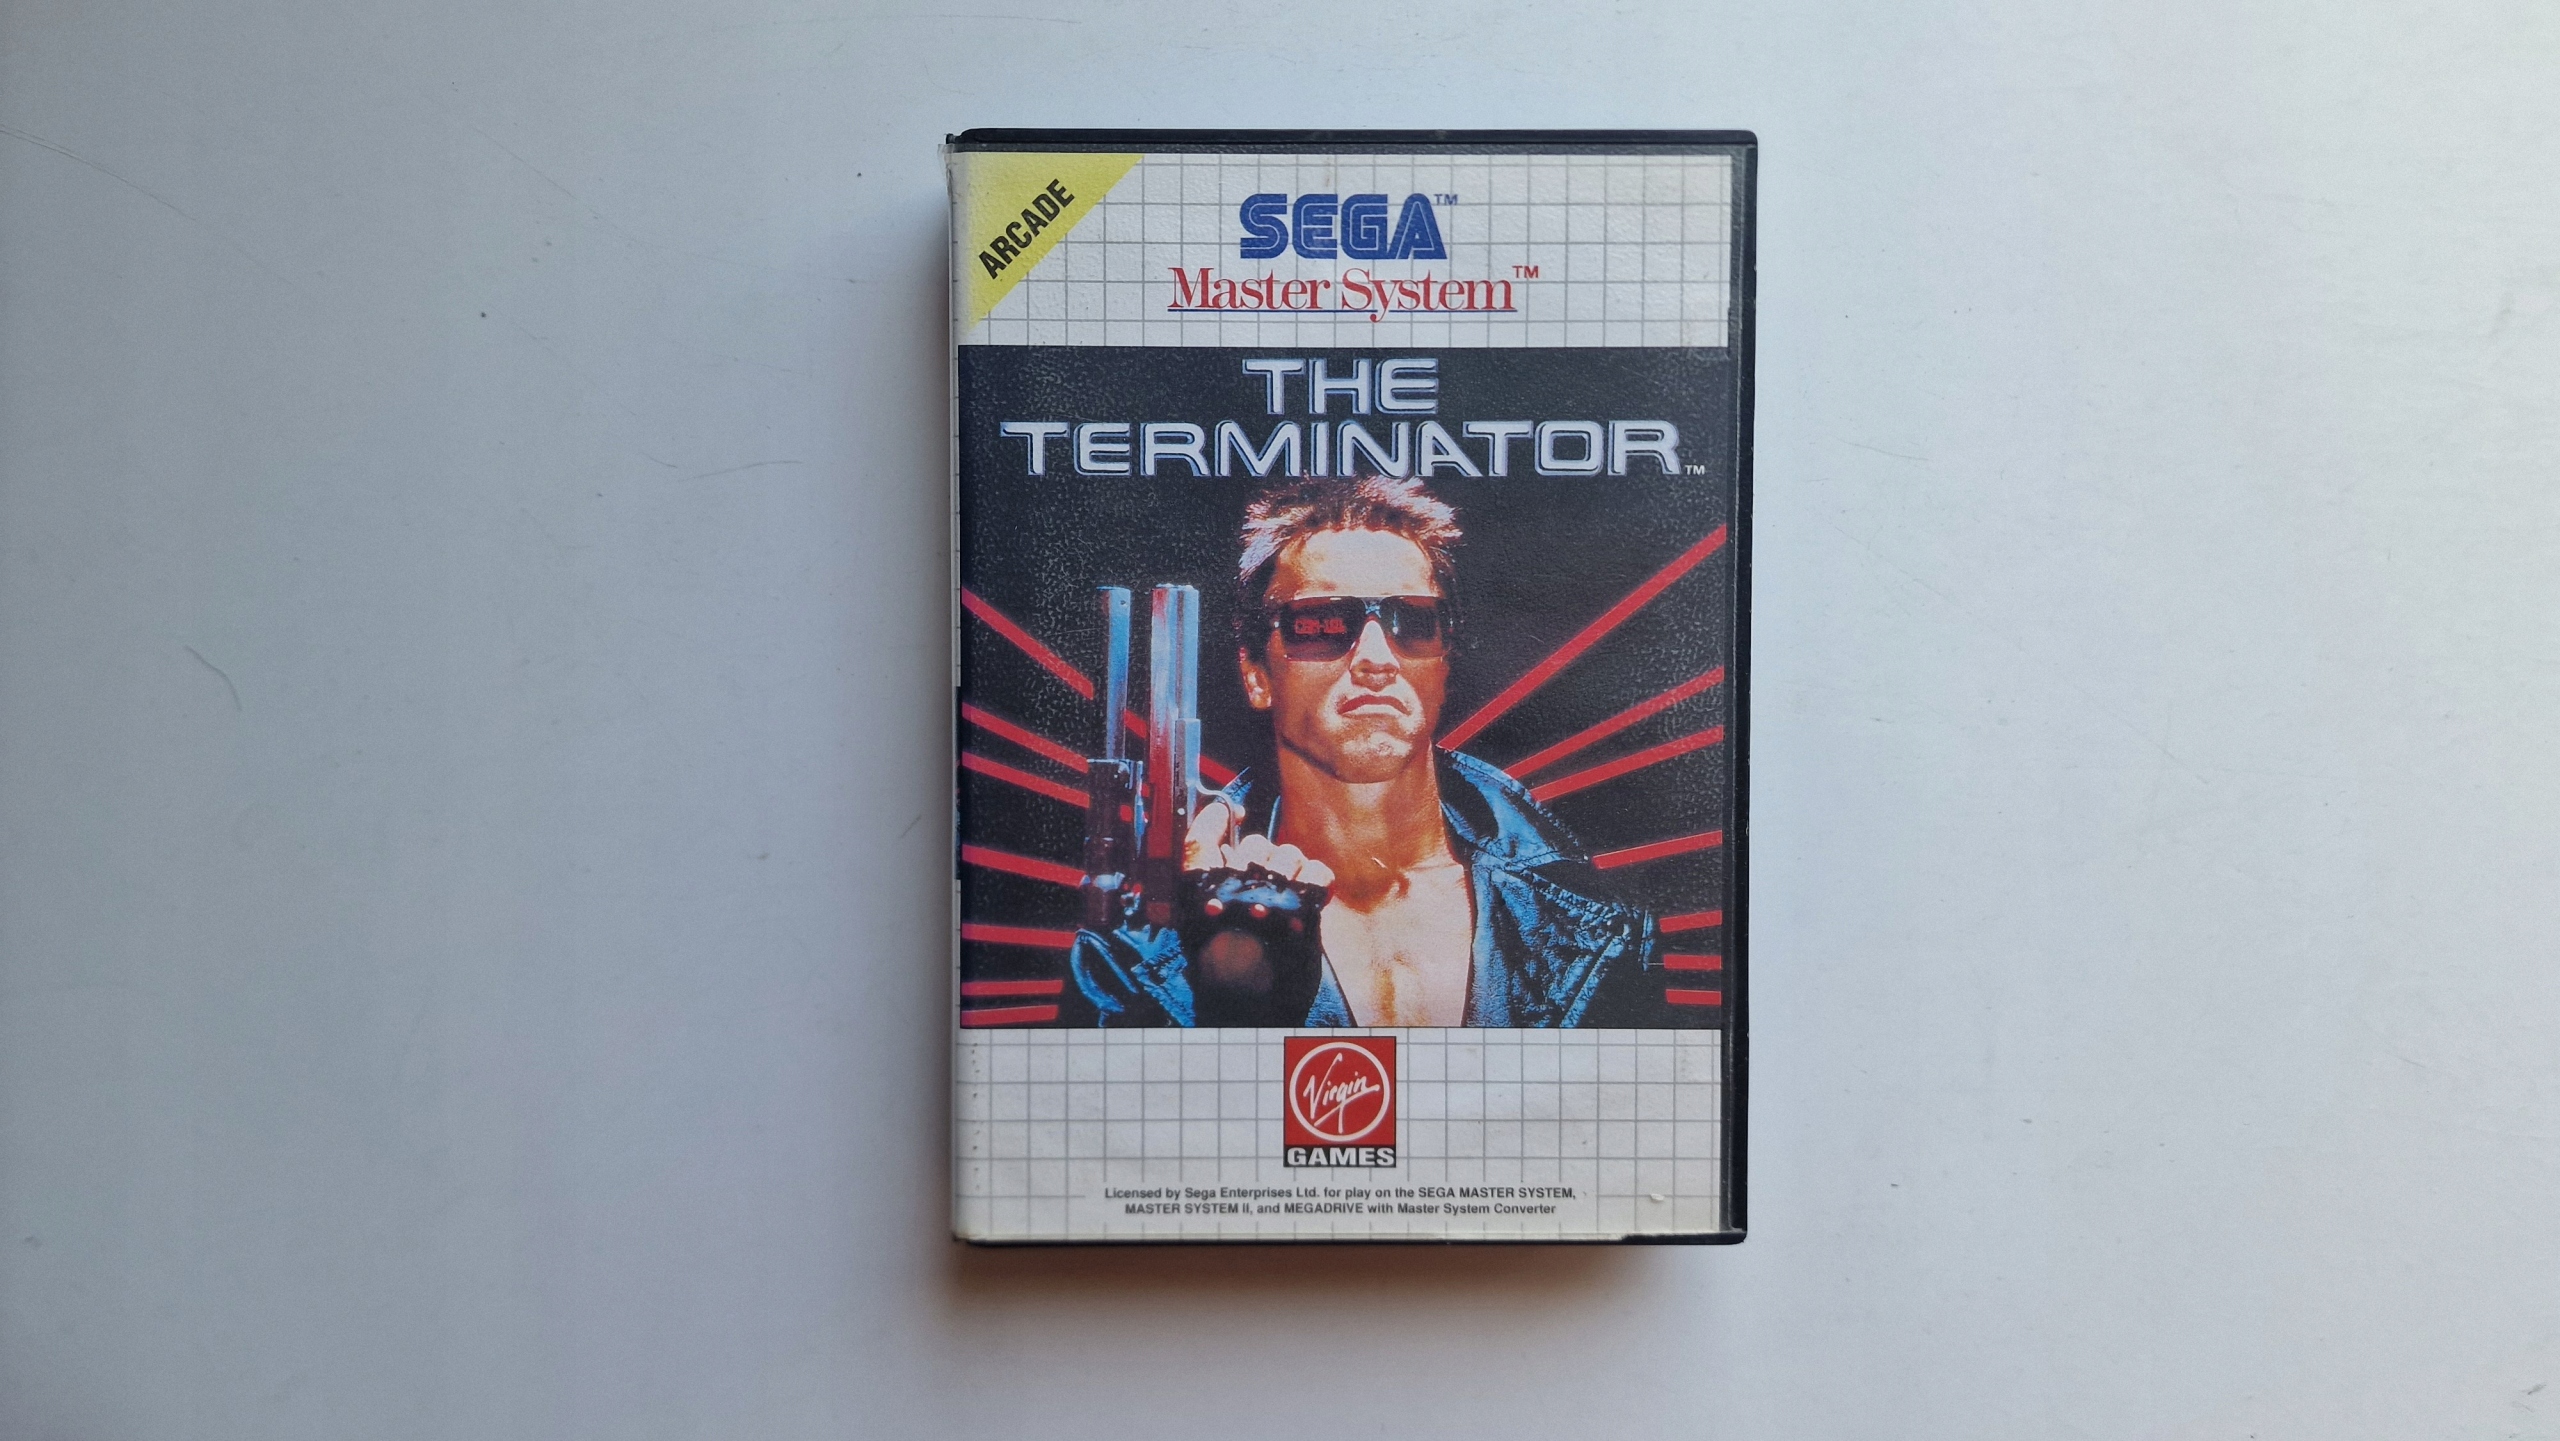 ARCADE
SEGA™
Master System™
THE
TERMINATOR™
Virgin
GAMES
Licensed by Sega Enterprises Ltd. for play on the SEGA MASTER SYSTEM,
MASTER SYSTEM II, and MEGADRIVE with Master System Converter